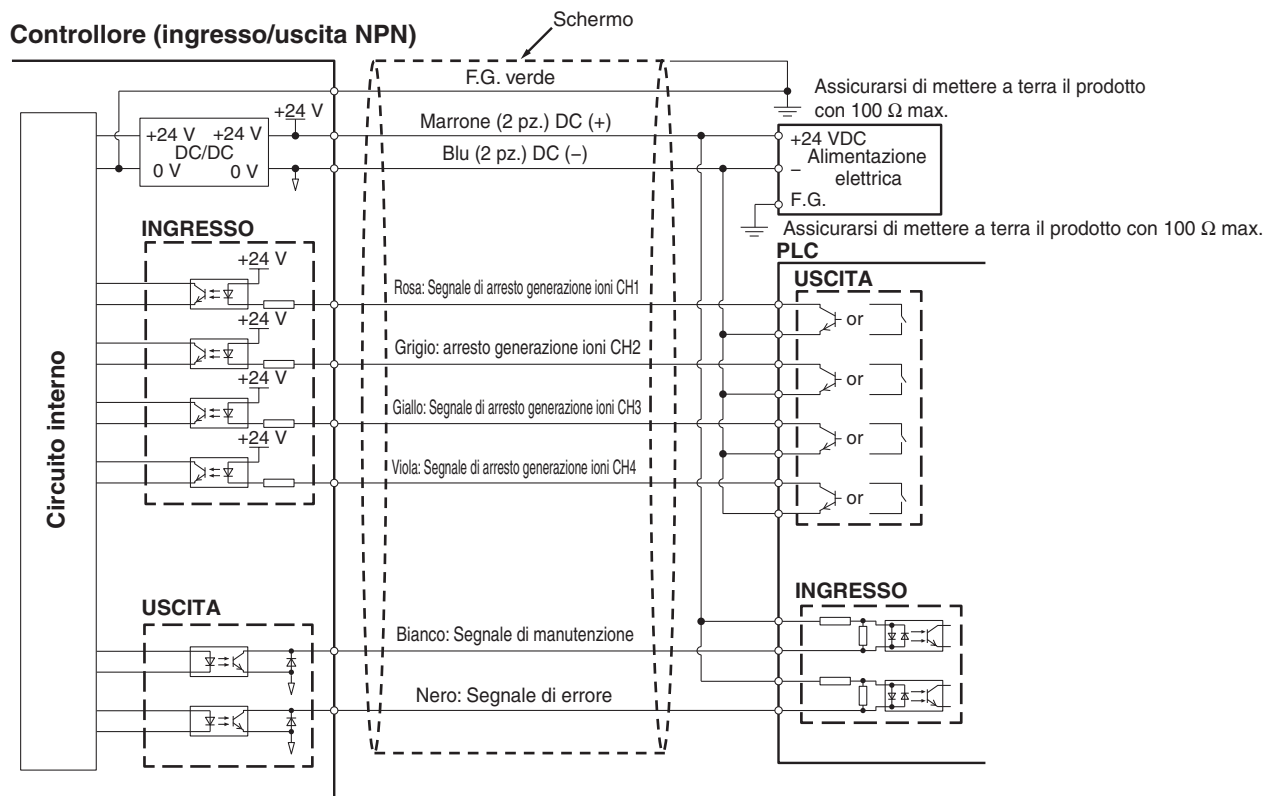 Schermo
Controllore (ingresso/uscita NPN)
F.G. verde
Assicurarsi di mettere a terra il prodotto
con 100 Ω max.
+24 V
Marrone (2 pz.) DC (+)
+24 V +24 V
DC/DC
0 V 0 V
Blu (2 pz.) DC (−)
+24 VDC
Alimentazione
elettrica
−
F.G.
Assicurarsi di mettere a terra il prodotto con 100 Ω max.
INGRESSO
PLC
USCITA
+24 V
Rosa: Segnale di arresto generazione ioni CH1
or
+24 V
Grigio: arresto generazione ioni CH2
or
+24 V
Giallo: Segnale di arresto generazione ioni CH3
or
+24 V
Viola: Segnale di arresto generazione ioni CH4
or
Circuito interno
USCITA
INGRESSO
Bianco: Segnale di manutenzione
Nero: Segnale di errore